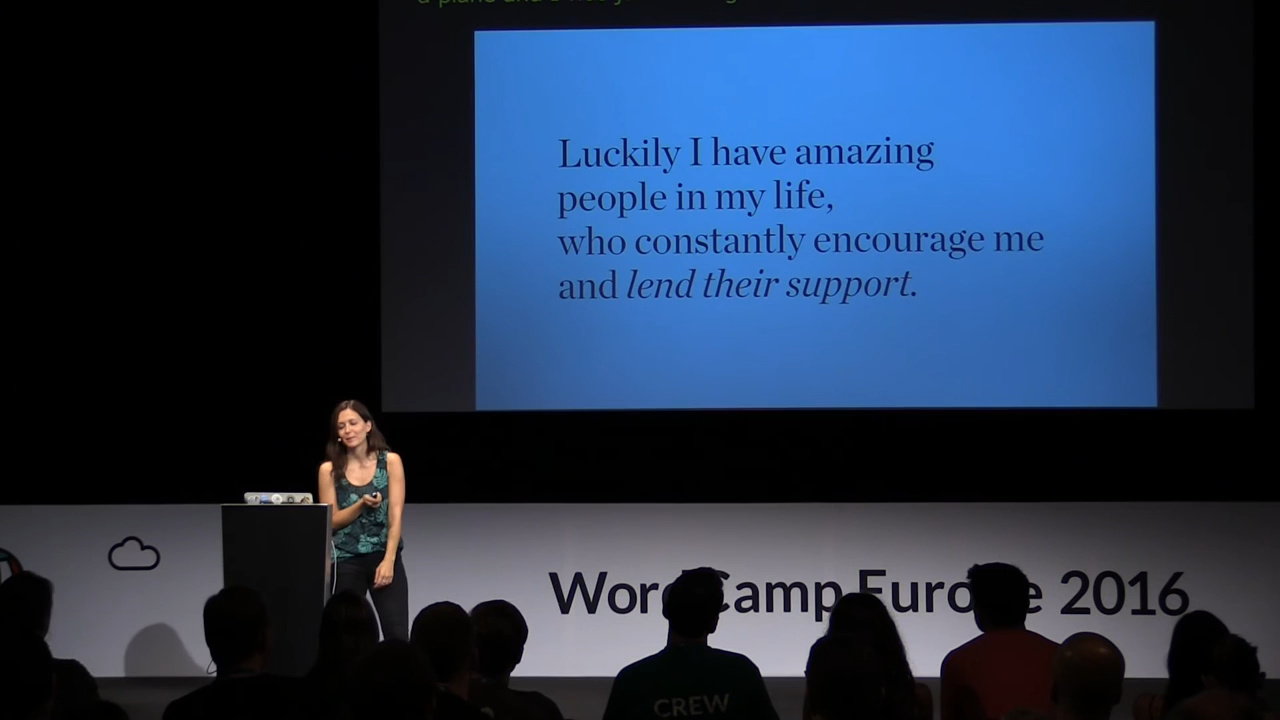 Luckily I have amazing
people in my life,
who constantly encourage me
and lend their support.
WordCamp Europe 2016
CREW